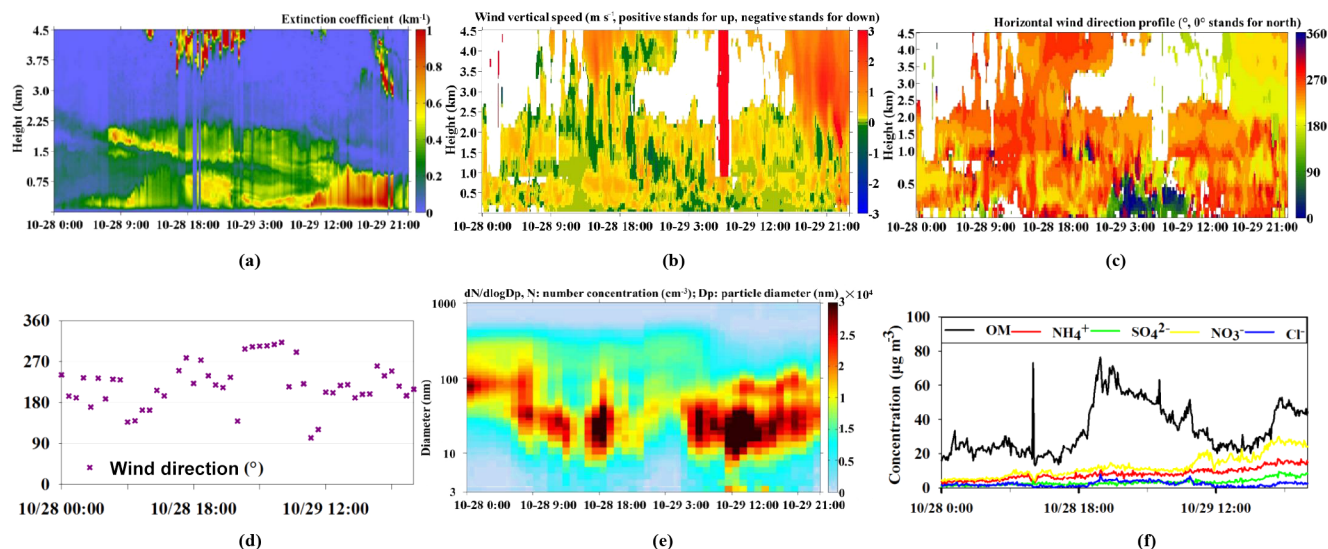 Extinction coefficient (km⁻¹)
4.5
3.75
3.0
2.25
1.5
0.75
Height (km)
1
0.8
0.6
0.4
0.2
0
10-28 0:00 10-28 9:00 10-28 18:00 10-29 3:00 10-29 12:00 10-29 21:00
(a)
Wind vertical speed (m s⁻¹, positive stands for up, negative stands for down)
4.5
4.0
3.5
3.0
2.5
2.0
1.0
0.5
Height (km)
3
2
1
0
-1
-2
-3
10-28 0:00 10-28 9:00 10-28 18:00 10-29 3:00 10-29 12:00 10-29 21:00
(b)
Horizontal wind direction profile (°, 0° stands for north)
4.5
4.0
3.5
3.0
2.5
2.0
1.0
0.5
Height (km)
360
270
180
90
0
10-28 0:00 10-28 9:00 10-28 18:00 10-29 3:00 10-29 12:00 10-29 21:00
(c)
360
270
180
90
0
Wind direction (°)
10/28 00:00 10/28 18:00 10/29 12:00
(d)
dN/dlogDp, N: number concentration (cm⁻³); Dp: particle diameter (nm)
×10⁴
1000
100
10
3
Diameter (nm)
3
2.5
2
1.5
1
0.5
0
10-28 0:00 10-28 9:00 10-28 18:00 10-29 3:00 10-29 12:00 10-29 21:00
(e)
100
80
60
40
20
0
Concentration (μg m⁻³)
OM NH4⁺ SO4²⁻ NO3⁻ Cl⁻
10/28 0:00 10/28 18:00 10/29 12:00
(f)